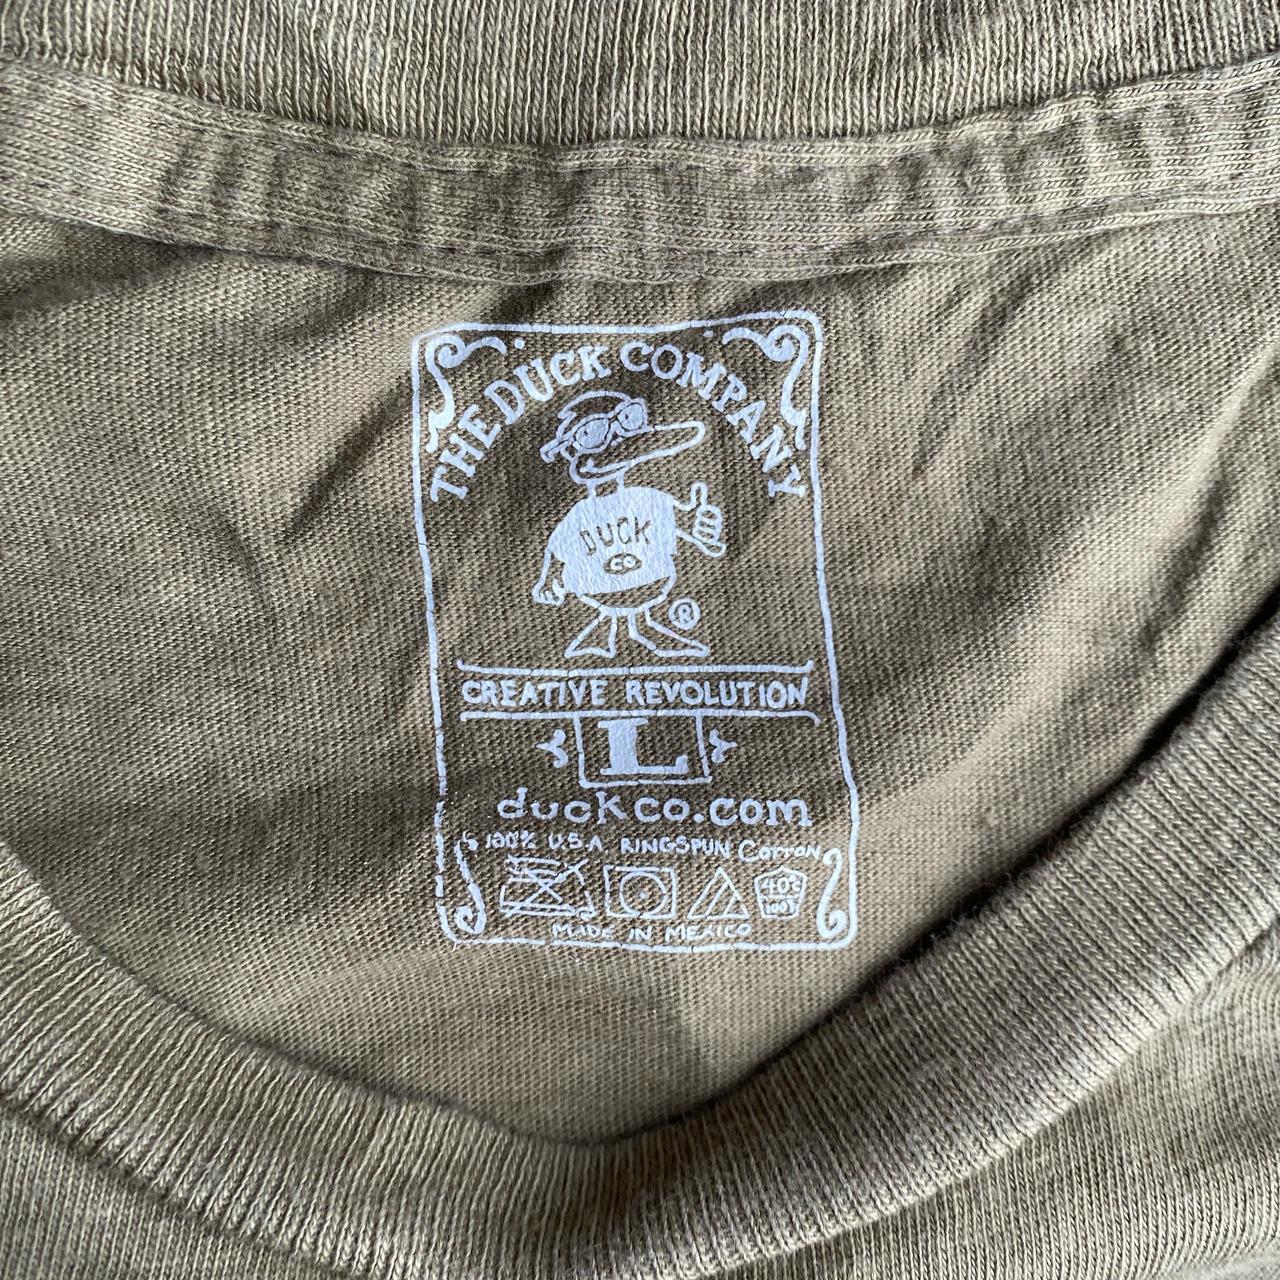 THE DUCK COMPANY
DUCK
CO
®
CREATIVE REVOLUTION
L
duckco.com
100% U.S.A. RINGSPUN COTTON
MADE IN MEXICO